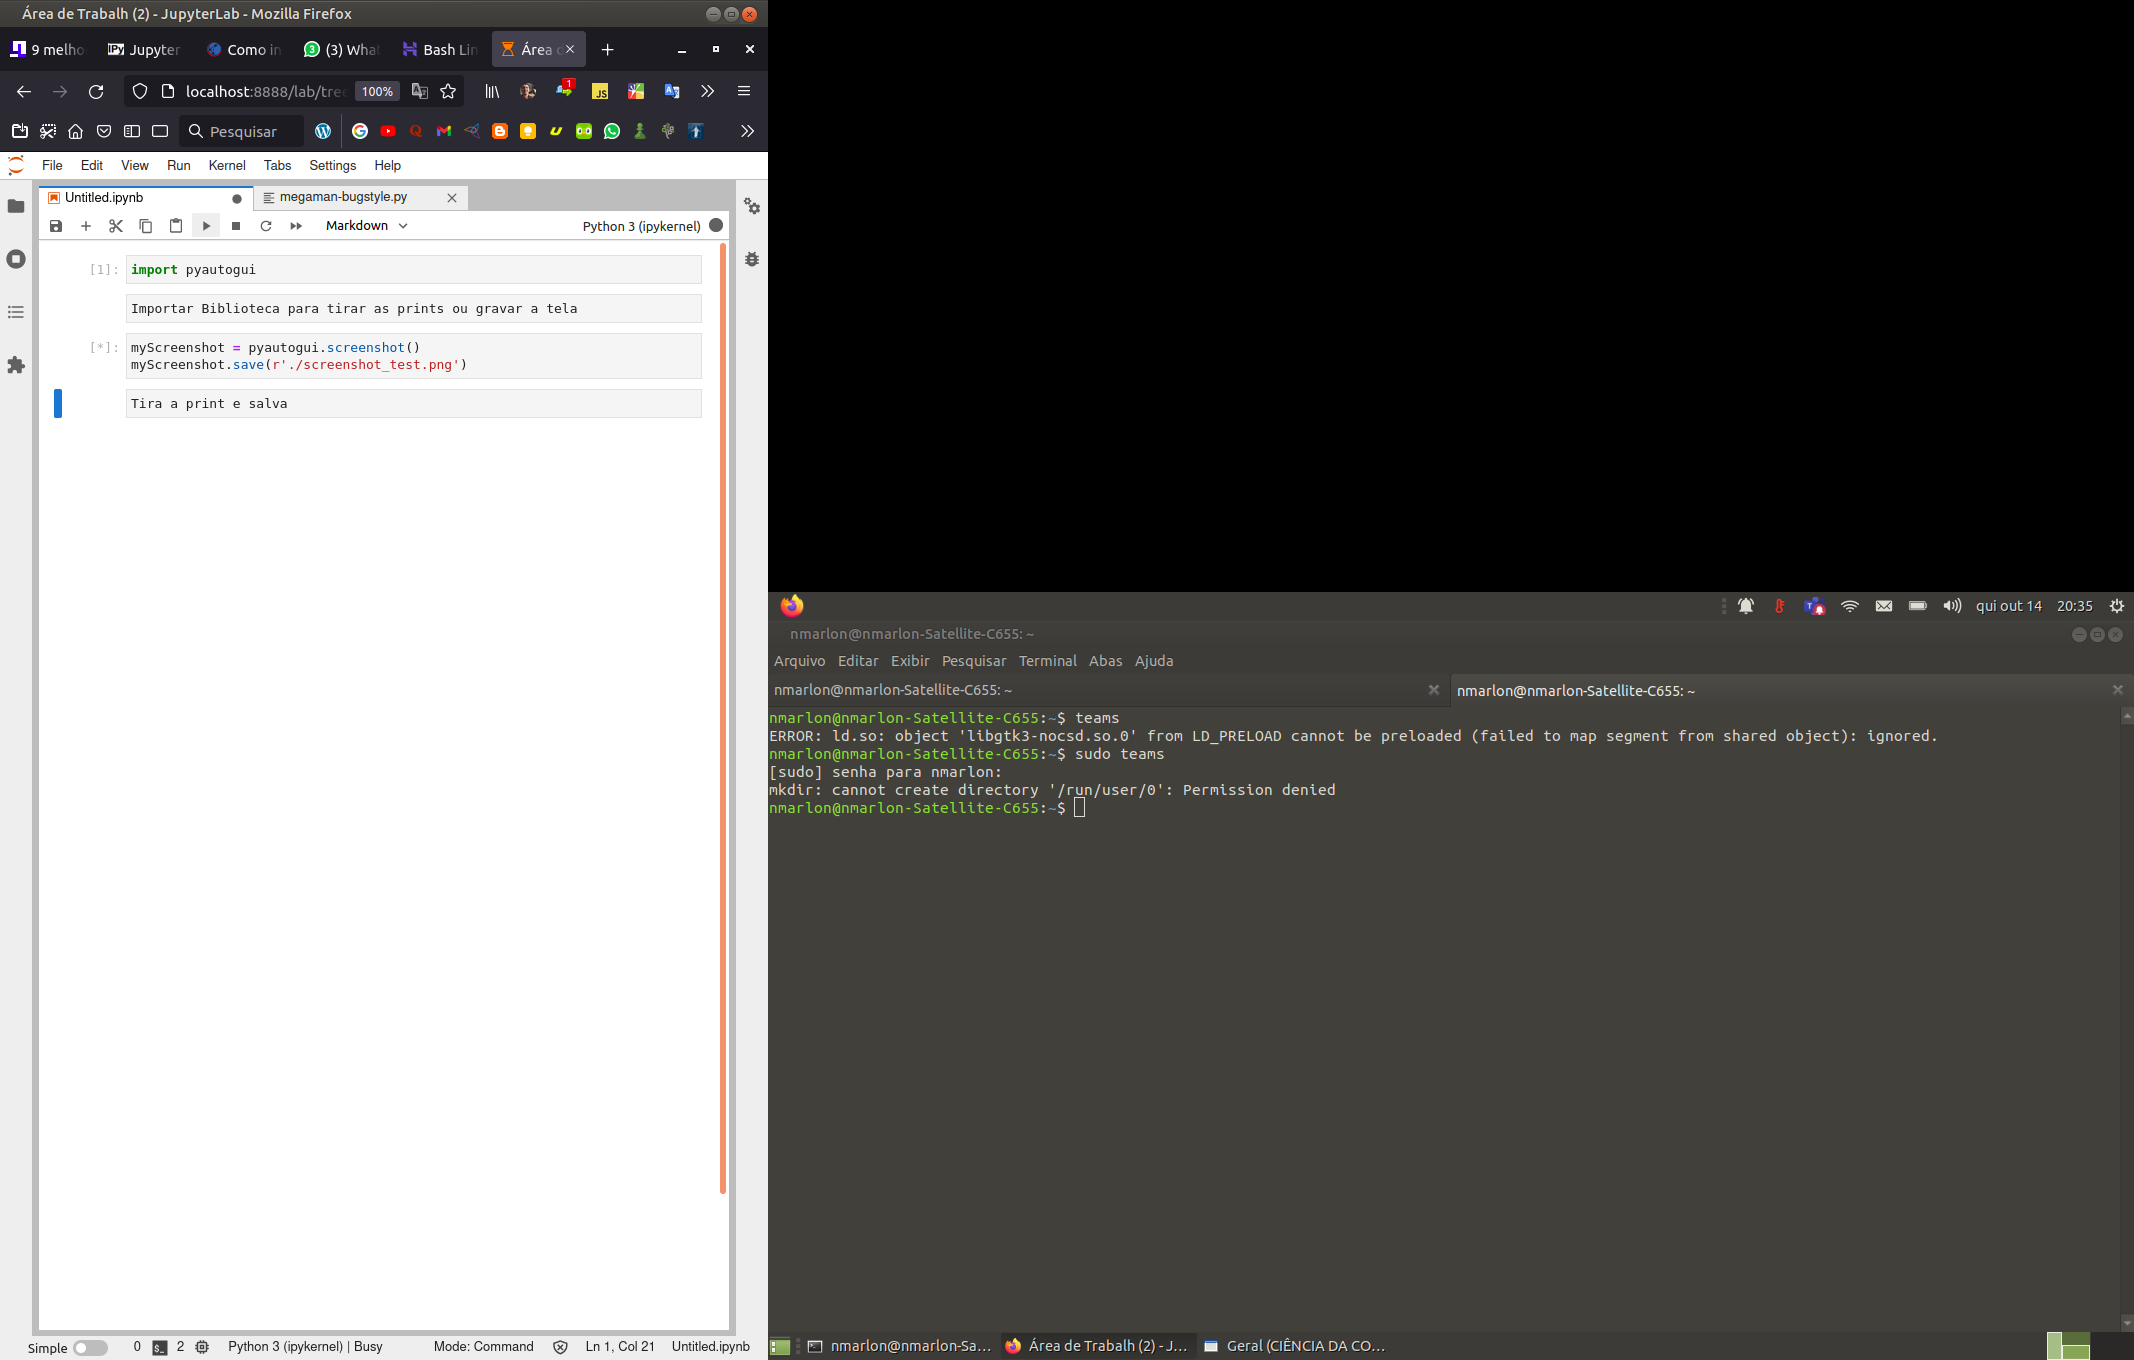 Área de Trabalh (2) - JupyterLab - Mozilla Firefox
9 melho
Jupyter
Como in
(3) Wha
Bash Lin
Área d
localhost:8888/lab/tree
100%
1
JS
Pesquisar
File Edit View Run Kernel Tabs Settings Help
Untitled.ipynb
megaman-bugstyle.py
Markdown
Python 3 (ipykernel)
[1]: import pyautogui
Importar Biblioteca para tirar as prints ou gravar a tela
[*]: myScreenshot = pyautogui.screenshot()
myScreenshot.save(r'./screenshot_test.png')
Tira a print e salva
Simple 0 $_ 2 Python 3 (ipykernel) | Busy Mode: Command Ln 1, Col 21 Untitled.ipynb
qui out 14 20:35
nmarlon@nmarlon-Satellite-C655: ~
Arquivo Editar Exibir Pesquisar Terminal Abas Ajuda
nmarlon@nmarlon-Satellite-C655: ~
nmarlon@nmarlon-Satellite-C655: ~
nmarlon@nmarlon-Satellite-C655:~$ teams
ERROR: ld.so: object 'libgtk3-nocsd.so.0' from LD_PRELOAD cannot be preloaded (failed to map segment from shared object): ignored.
nmarlon@nmarlon-Satellite-C655:~$ sudo teams
[sudo] senha para nmarlon:
mkdir: cannot create directory '/run/user/0': Permission denied
nmarlon@nmarlon-Satellite-C655:~$
nmarlon@nmarlon-Sa...
Área de Trabalh (2) - J...
Geral (CIÊNCIA DA CO...